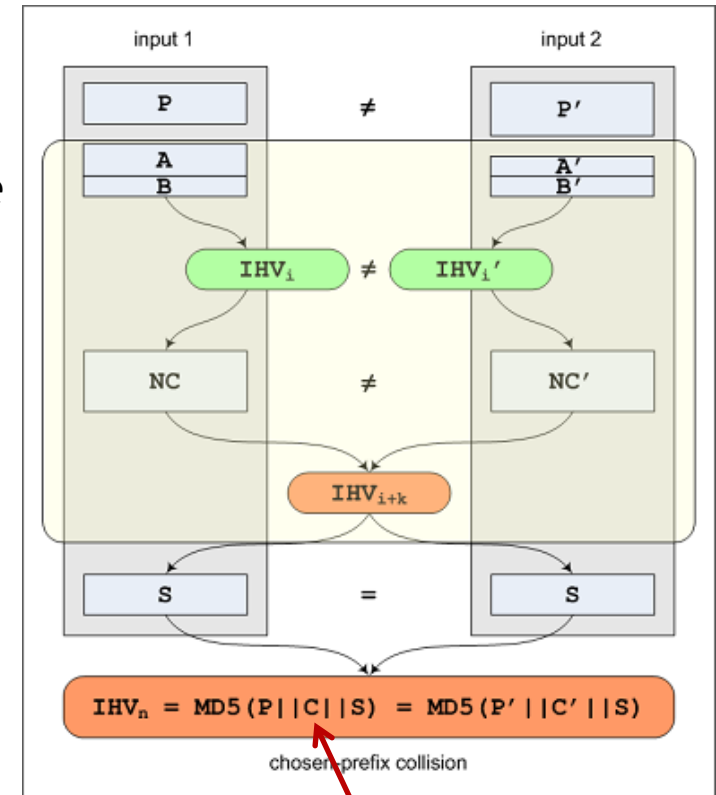 input 1 input 2
P ≠ P′
A A′
B B′
e
IHVi ≠ IHVi′
NC ≠ NC′
IHVi+k
S = S
IHVn = MD5(P||C||S) = MD5(P′||C′||S)
chosen-prefix collision